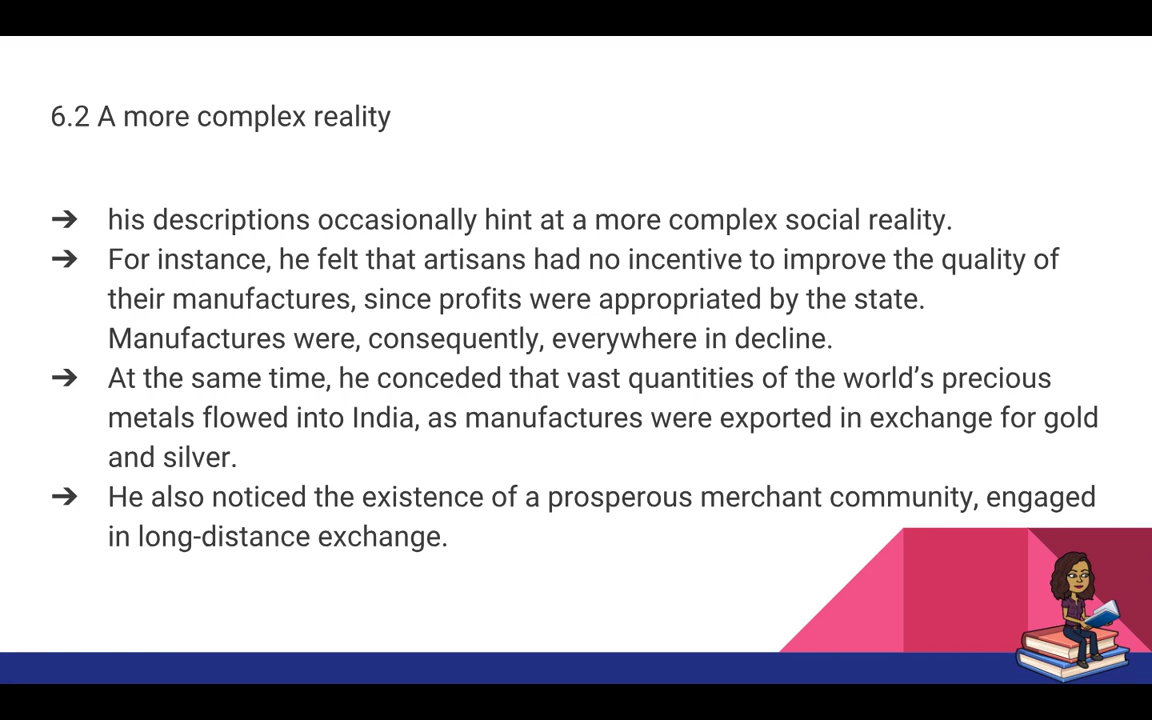 6.2 A more complex reality
➔ his descriptions occasionally hint at a more complex social reality.
➔ For instance, he felt that artisans had no incentive to improve the quality of
their manufactures, since profits were appropriated by the state.
Manufactures were, consequently, everywhere in decline.
➔ At the same time, he conceded that vast quantities of the world’s precious
metals flowed into India, as manufactures were exported in exchange for gold
and silver.
➔ He also noticed the existence of a prosperous merchant community, engaged
in long-distance exchange.